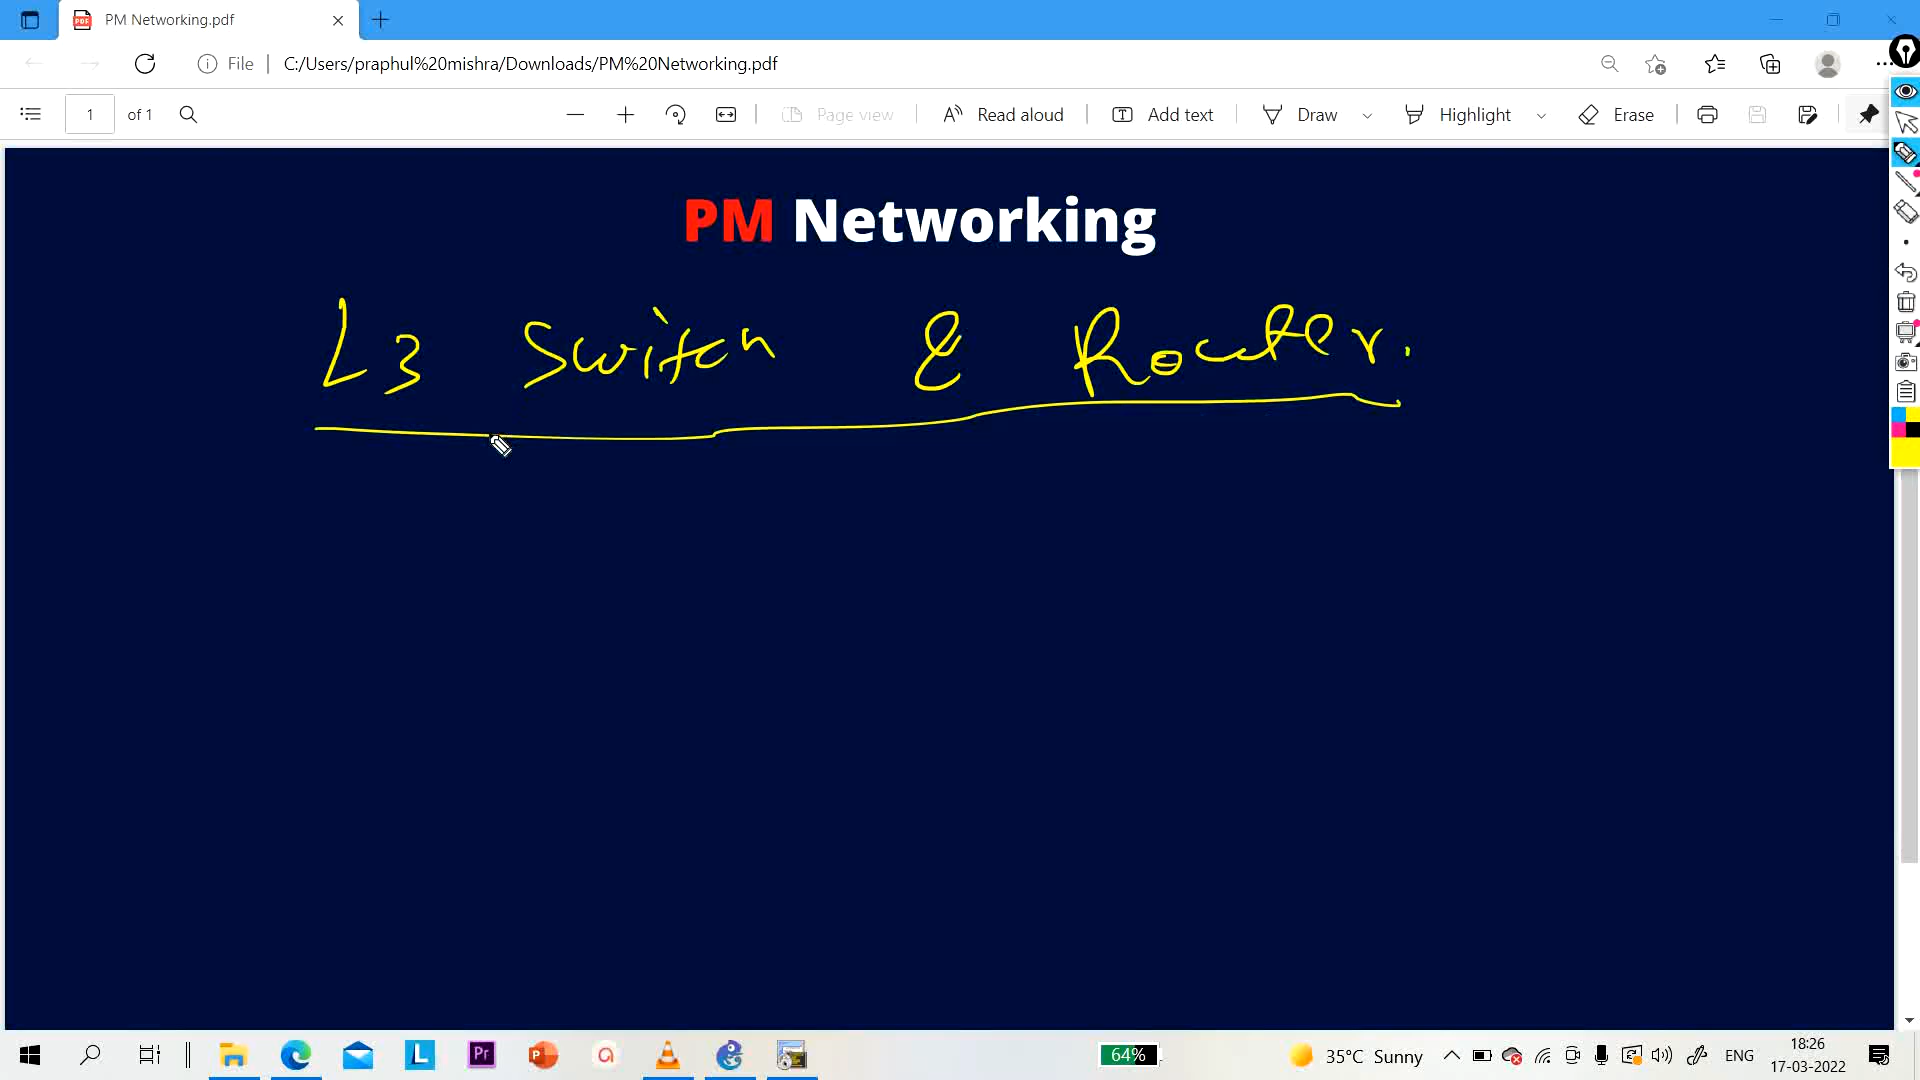 PM Networking.pdf
File C:/Users/praphul%20mishra/Downloads/PM%20Networking.pdf
1 of 1 Page view Read aloud Add text Draw Highlight Erase
PM Networking
L3 Switch & Router.
64% 35°C Sunny ENG 18:26
17-03-2022